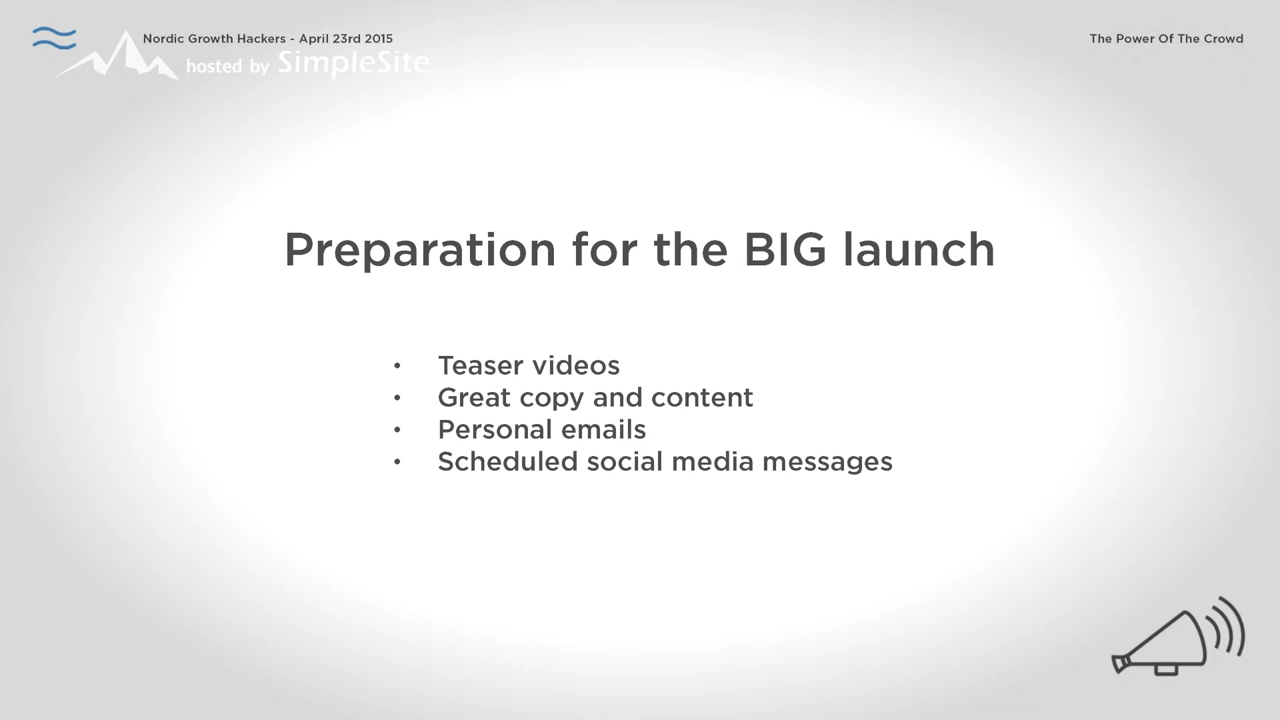 Nordic Growth Hackers - April 23rd 2015
The Power Of The Crowd
hosted by SimpleSite
Preparation for the BIG launch
• Teaser videos
• Great copy and content
• Personal emails
• Scheduled social media messages